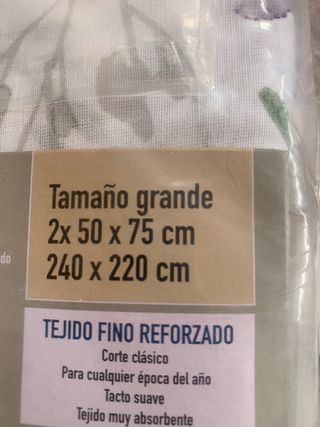 Tamaño grande
2x 50 x 75 cm
240 x 220 cm
do
TEJIDO FINO REFORZADO
Corte clásico
Para cualquier época del año
Tacto suave
Tejido muy absorbente